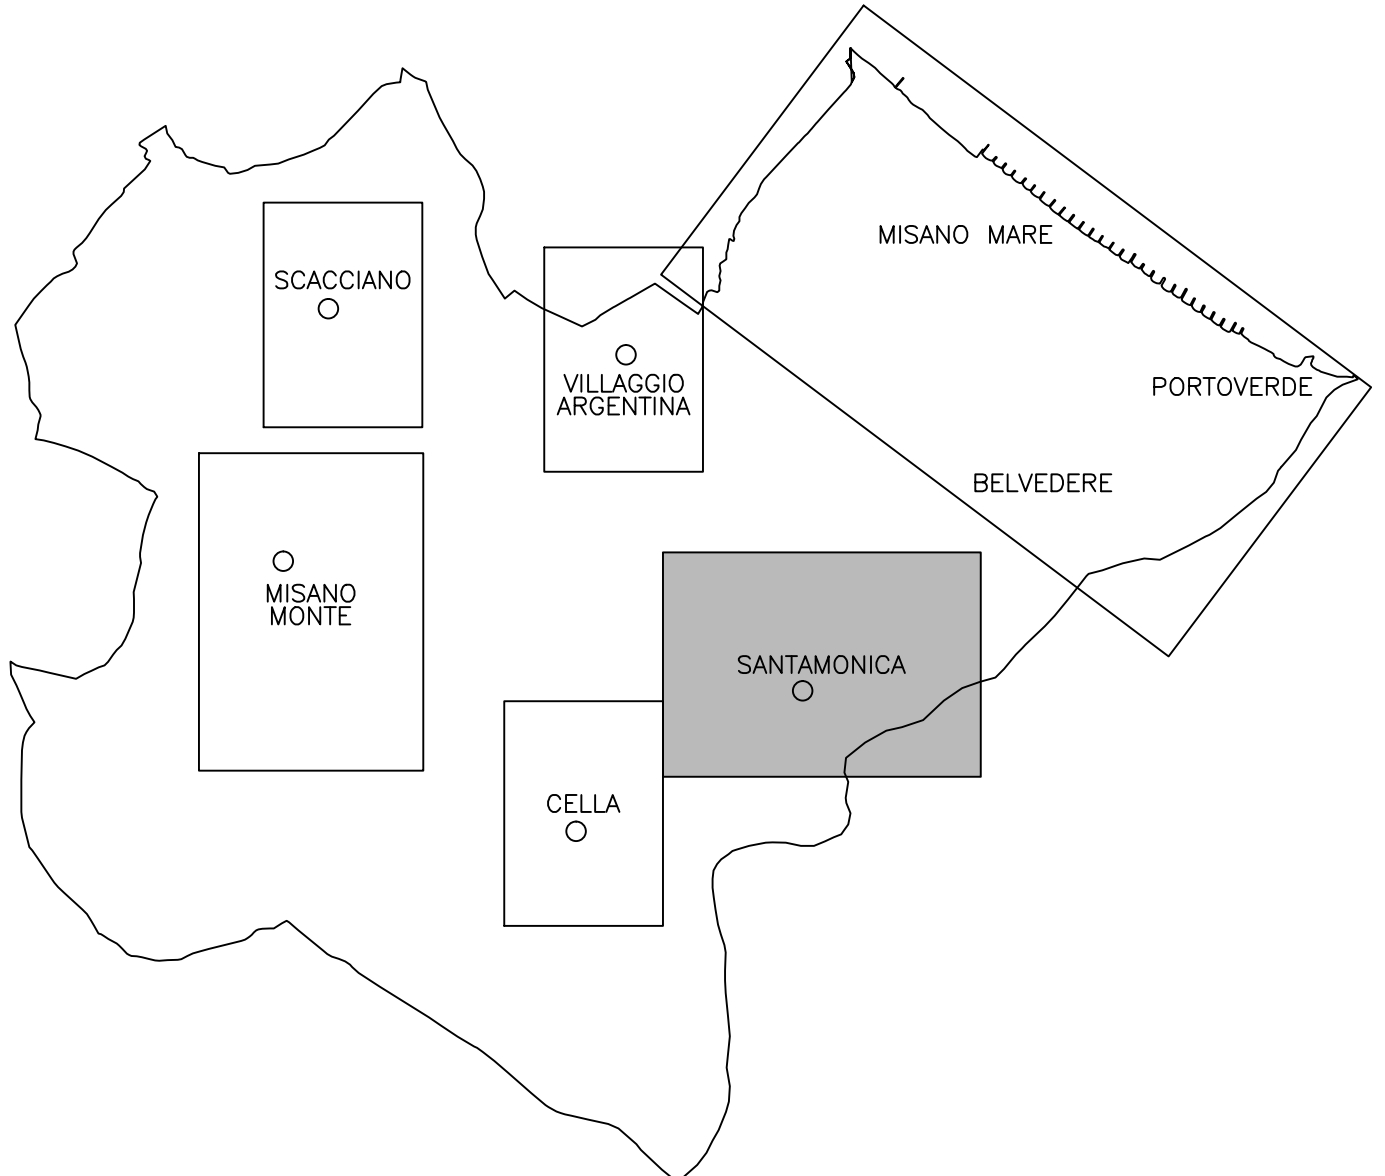 MISANO MARE
SCACCIANO
VILLAGGIO
ARGENTINA
PORTOVERDE
BELVEDERE
MISANO
MONTE
SANTAMONICA
CELLA